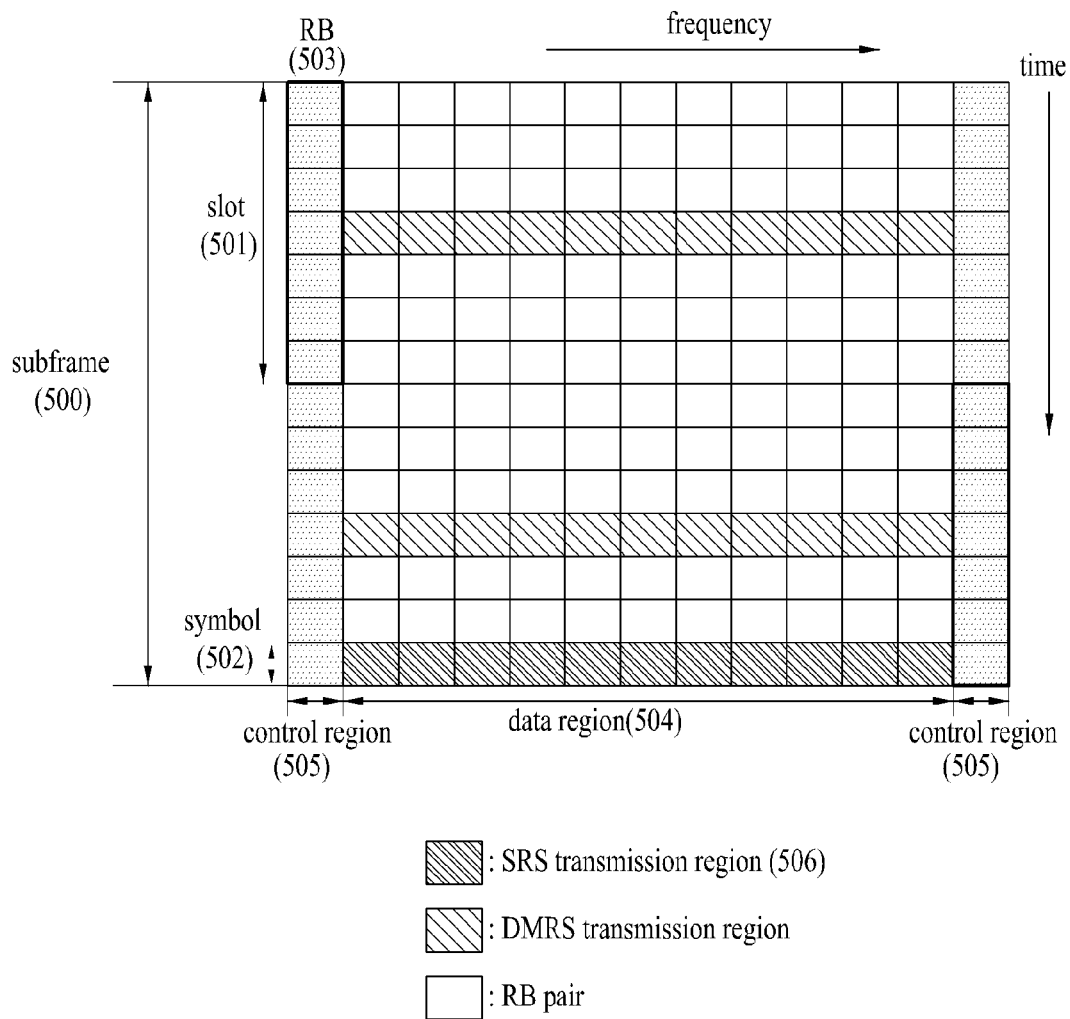 RB
(503)
frequency
time
slot
(501)
subframe
(500)
symbol
(502)
data region(504)
control region
(505)
control region
(505)
: SRS transmission region (506)
: DMRS transmission region
: RB pair